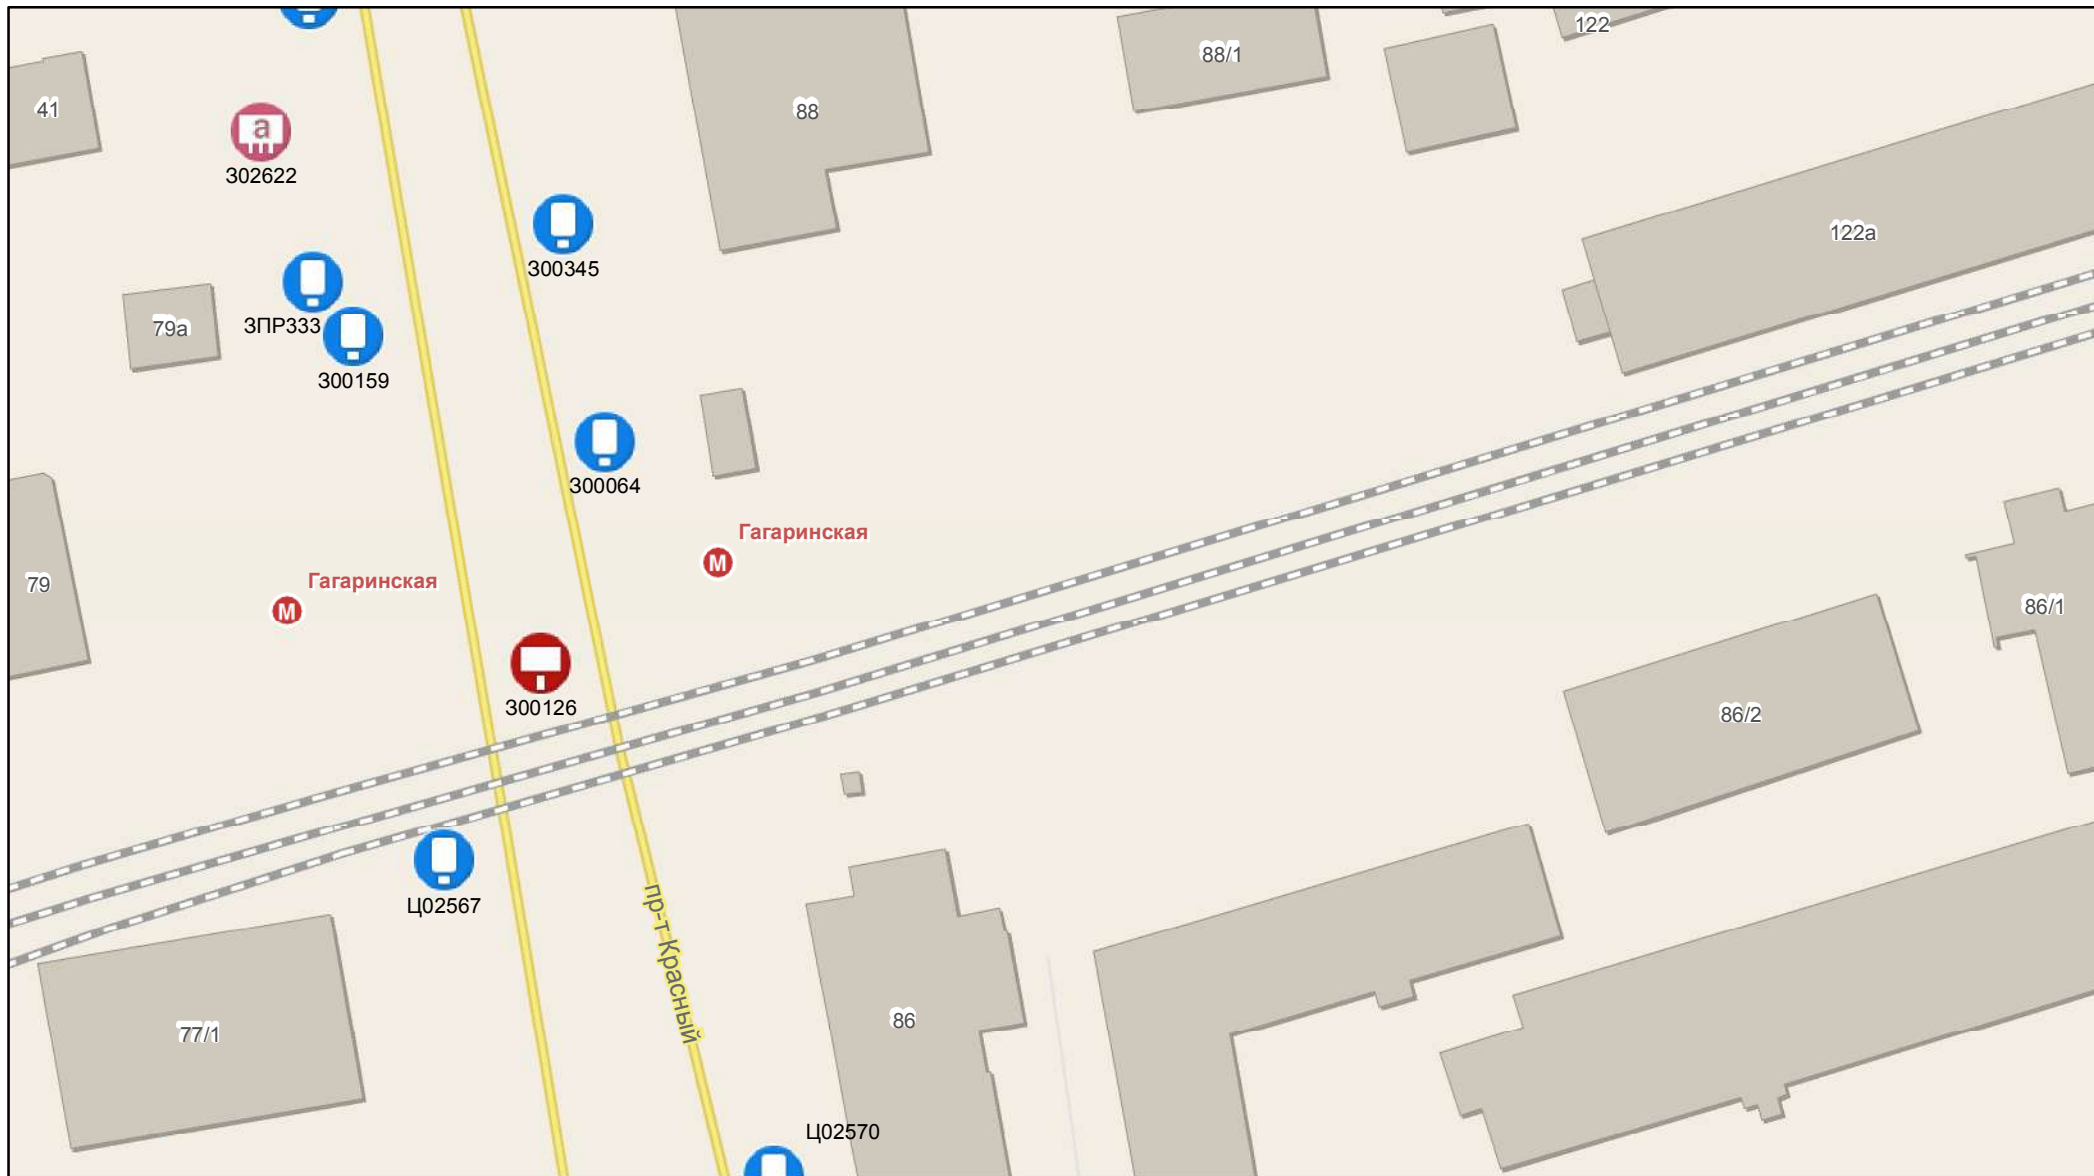 122
88/1
41
88
а
302622
122а
300345
79а
ЗПР333
300159
300064
Гагаринская
М
79
Гагаринская
М
86/1
300126
86/2
Ц02567
пр-т Красный
86
77/1
Ц02570